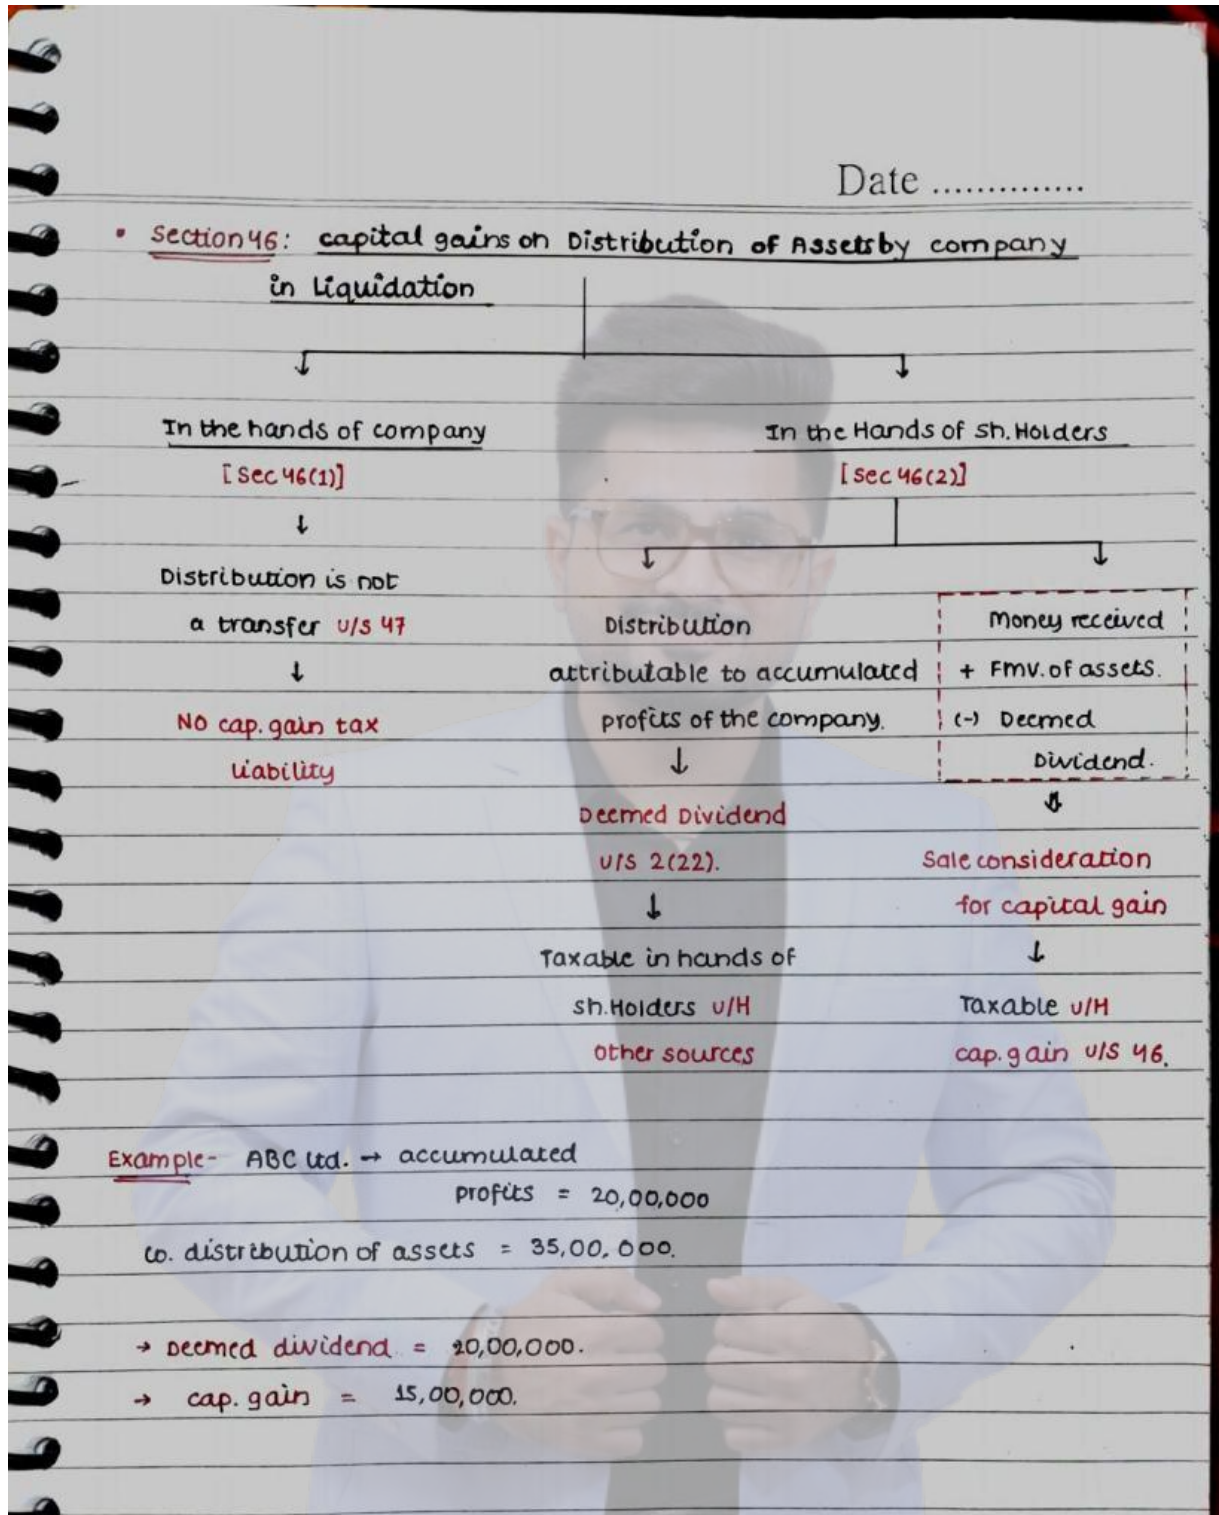 Date ..............
• Section 46: capital gains on Distribution of Assets by company
in Liquidation
In the hands of company
[Sec 46(1)]
Distribution is not
a transfer U/S 47
NO cap. gain tax
liability
In the Hands of Sh. Holders
[Sec 46(2)]
Distribution
attributable to accumulated
profits of the company.
Deemed Dividend
U/S 2(22).
Taxable in hands of
sh. Holders U/H
other sources
Money received
+ FMV. of assets.
(-) Deemed
Dividend.
Sale consideration
for capital gain
Taxable U/H
cap. gain U/S 46.
Example- ABC Ltd. → accumulated
profits = 20,00,000
co. distribution of assets = 35,00,000.
→ Deemed dividend = 20,00,000.
→ cap. gain = 15,00,000.